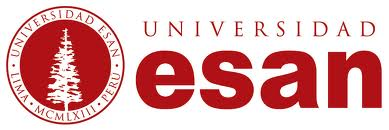 UNIVERSIDAD ESAN
LIMA • MCMLXIII • PERU
UNIVERSIDAD
esan